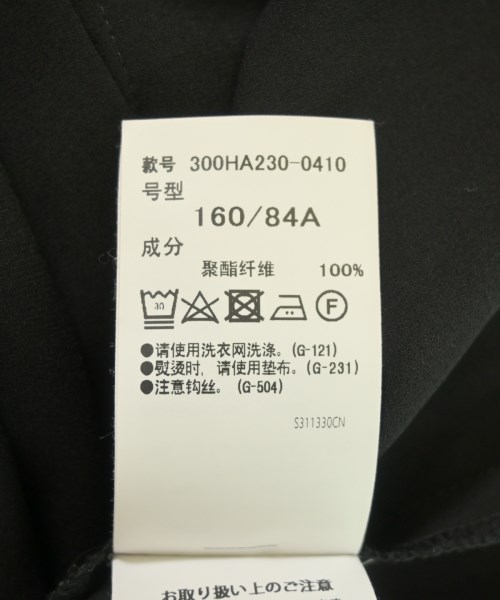 款号 300HA230-0410
号型
160/84A
成分
聚酯纤维 100%
30 F
●请使用洗衣网洗涤。(G-121)
●熨烫时，请使用垫布。(G-231)
●注意钩丝。(G-504)
S311330CN
お取り扱い上のご注意